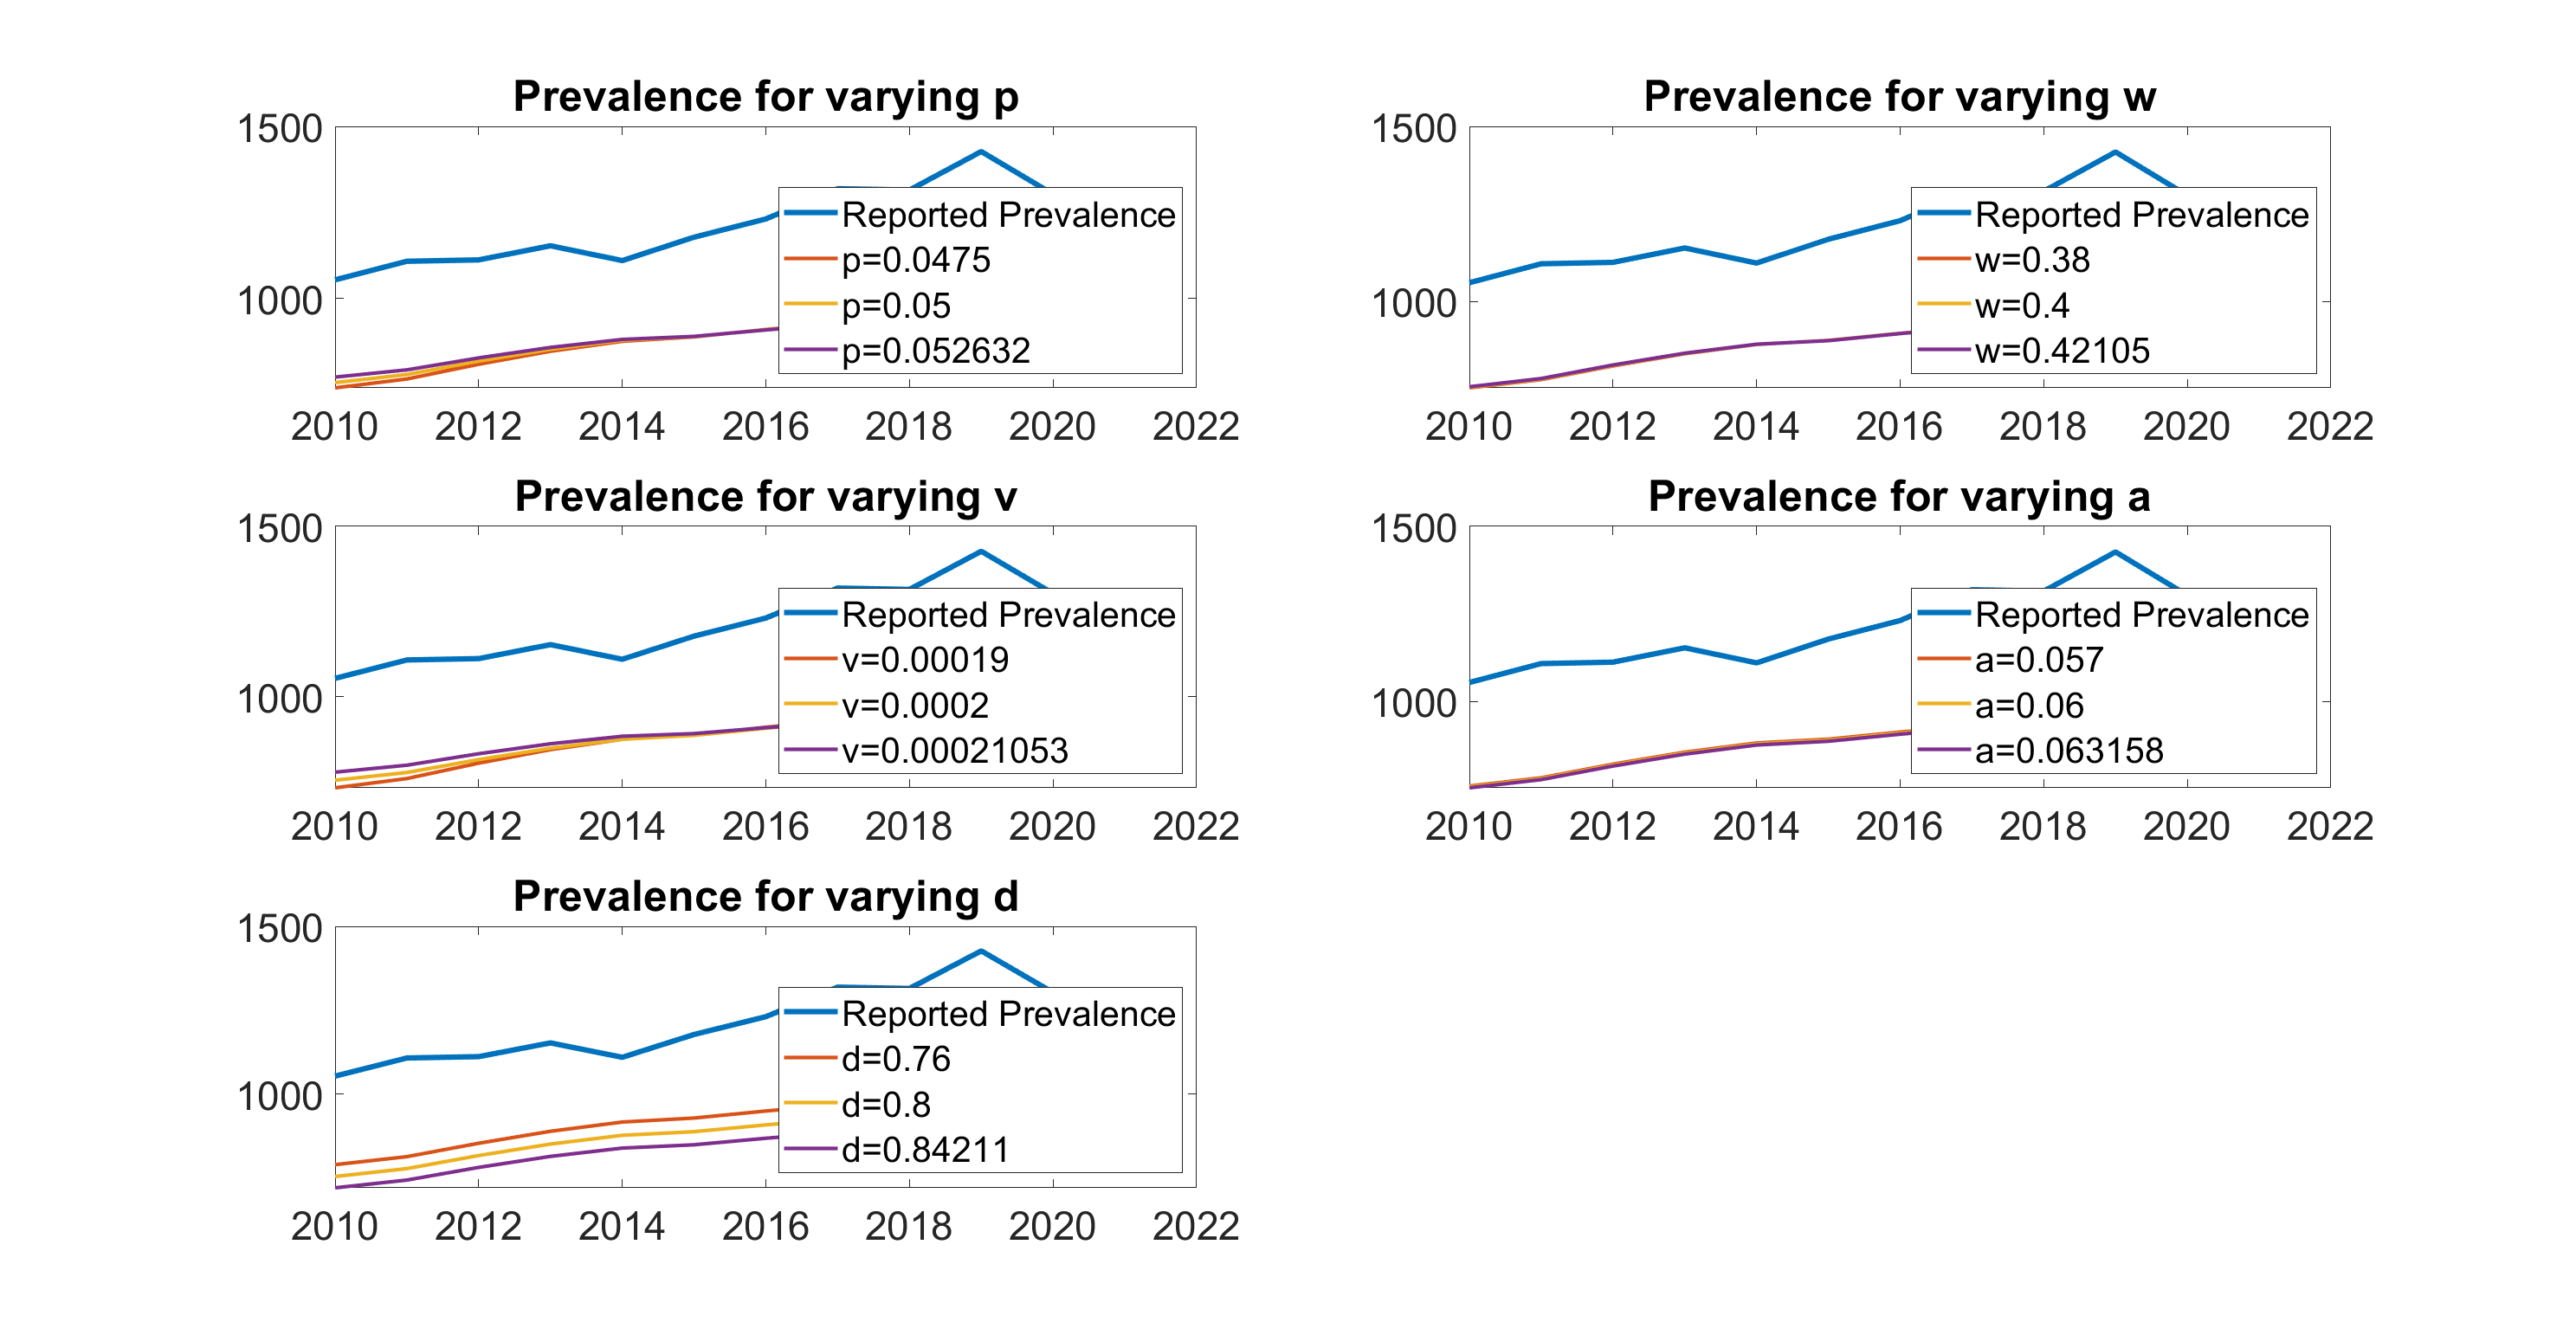 Prevalence for varying p
1500
1000
2010 2012 2014 2016 2018 2020 2022
Reported Prevalence
p=0.0475
p=0.05
p=0.052632
Prevalence for varying w
1500
1000
2010 2012 2014 2016 2018 2020 2022
Reported Prevalence
w=0.38
w=0.4
w=0.42105
Prevalence for varying v
1500
1000
2010 2012 2014 2016 2018 2020 2022
Reported Prevalence
v=0.00019
v=0.0002
v=0.00021053
Prevalence for varying a
1500
1000
2010 2012 2014 2016 2018 2020 2022
Reported Prevalence
a=0.057
a=0.06
a=0.063158
Prevalence for varying d
1500
1000
2010 2012 2014 2016 2018 2020 2022
Reported Prevalence
d=0.76
d=0.8
d=0.84211